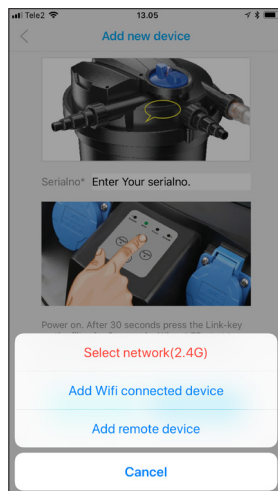 Tele2 13.05
Add new device
Serialno* Enter Your serialno.
Power on. After 30 seconds press the Link-key
Select network(2.4G)
Add Wifi connected device
Add remote device
Cancel